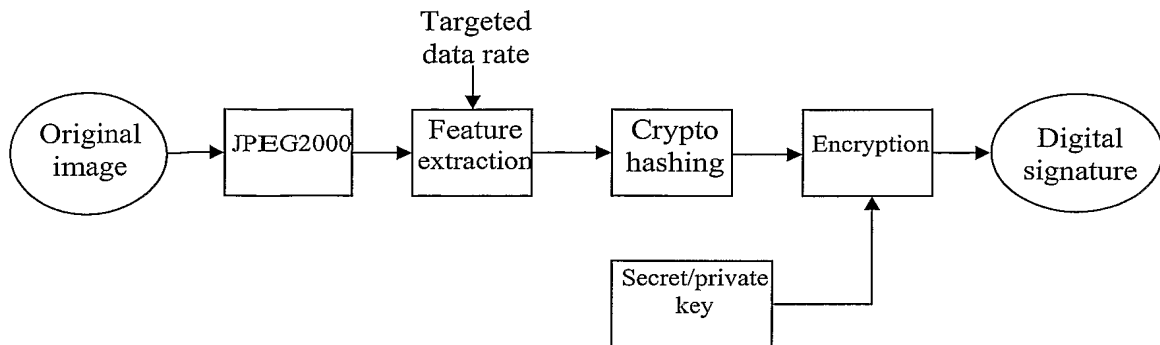 Targeted
data rate
Original
image
JPEG2000
Feature
extraction
Crypto
hashing
Encryption
Digital
signature
Secret/private
key